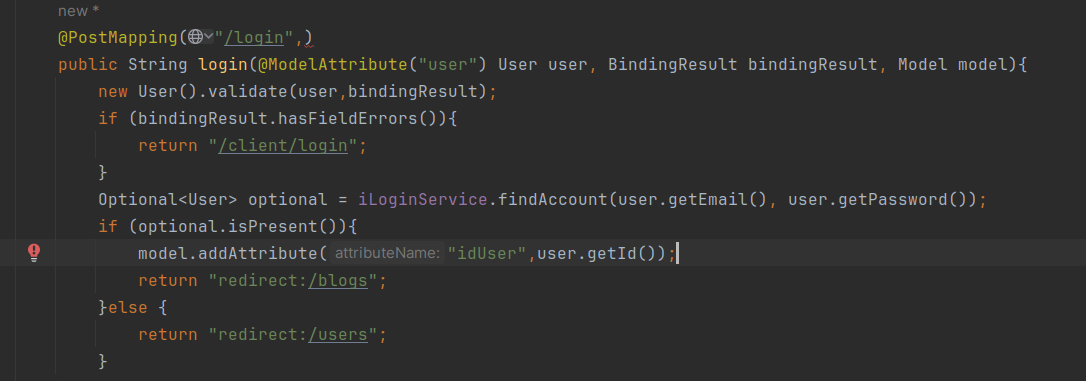 new *
@PostMapping("/login",)
public String login(@ModelAttribute("user") User user, BindingResult bindingResult, Model model){
new User().validate(user,bindingResult);
if (bindingResult.hasFieldErrors()){
return "/client/login";
}
Optional<User> optional = iLoginService.findAccount(user.getEmail(), user.getPassword());
if (optional.isPresent()){
model.addAttribute( attributeName: "idUser",user.getId());
return "redirect:/blogs";
}else {
return "redirect:/users";
}